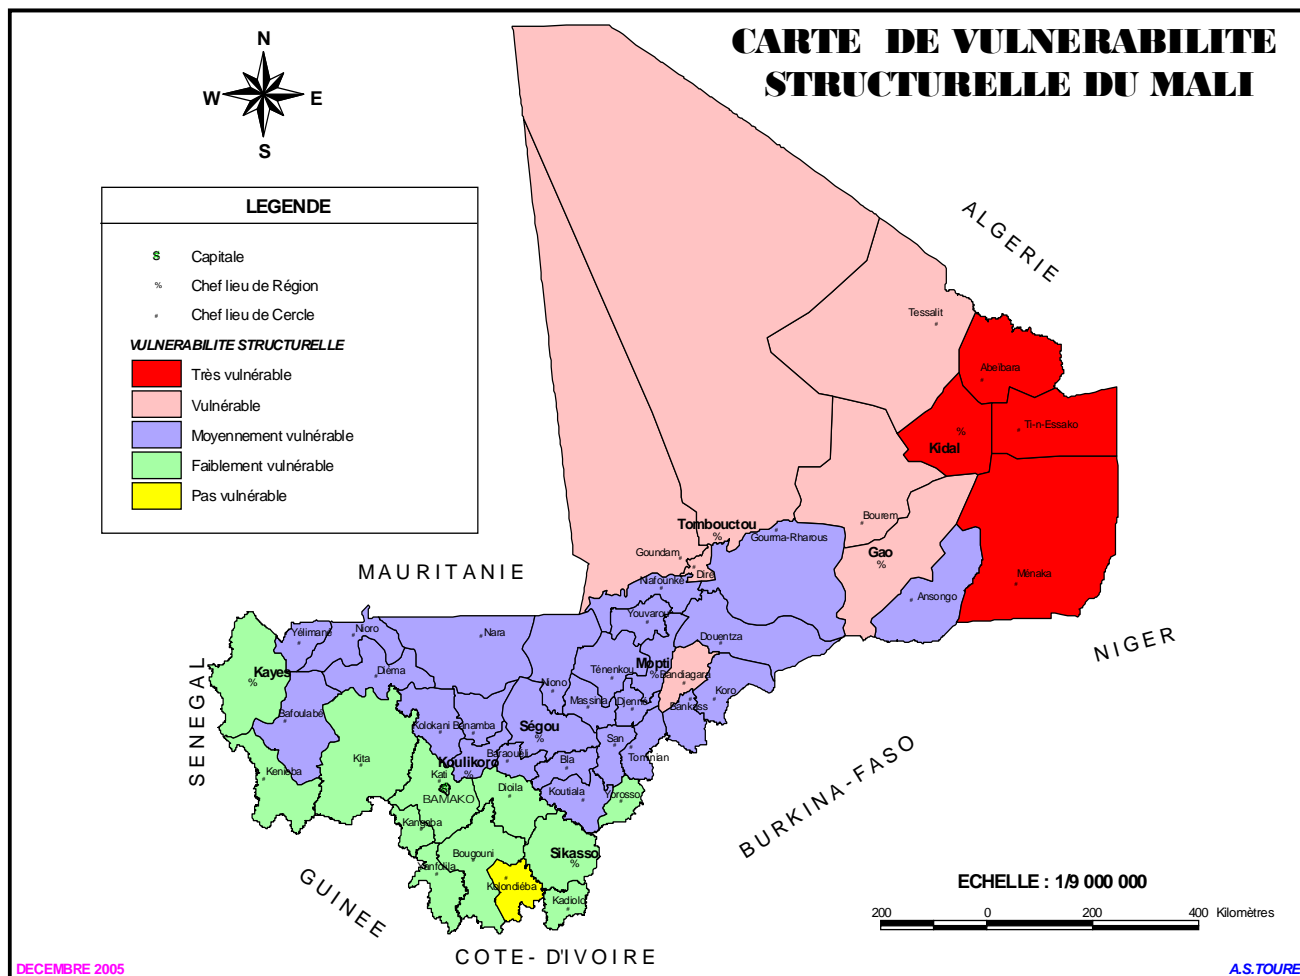 CARTE DE VULNERABILITE
STRUCTURELLE DU MALI
N
W
E
S
LEGENDE
S Capitale
% Chef lieu de Région
# Chef lieu de Cercle
VULNERABILITE STRUCTURELLE
Très vulnérable
Vulnérable
Moyennement vulnérable
Faiblement vulnérable
Pas vulnérable
ALGERIE
Tessalit
Abeïbara
Ti-n-Essako
Kidal
%
Bourem
Tombouctou
%
Gourma-Rharous
Gao
%
Goundam
Diré
Niafounké
Ménaka
Ansongo
MAURITANIE
Youvarou
Douentza
NIGER
Yélimané
Nioro
Nara
Mopti
%
Ténenkou
Bandiagara
Kayes
%
Diéma
Niono
Massina
Djenné
Koro
Bankass
SENEGAL
Bafoulabé
Kolokani
Banamba
Ségou
%
San
Tominian
Baraouéli
Bla
Koulikoro
%
Kenieba
Kita
Kati
BAMAKO
Dioila
Koutiala
Yorosso
Kangaba
BURKINA-FASO
Bougouni
Sikasso
%
Yanfolila
Kolondiéba
Kadiolo
GUINEE
COTE- D'IVOIRE
ECHELLE : 1/9 000 000
200 0 200 400 Kilomètres
DECEMBRE 2005
A.S.TOURE